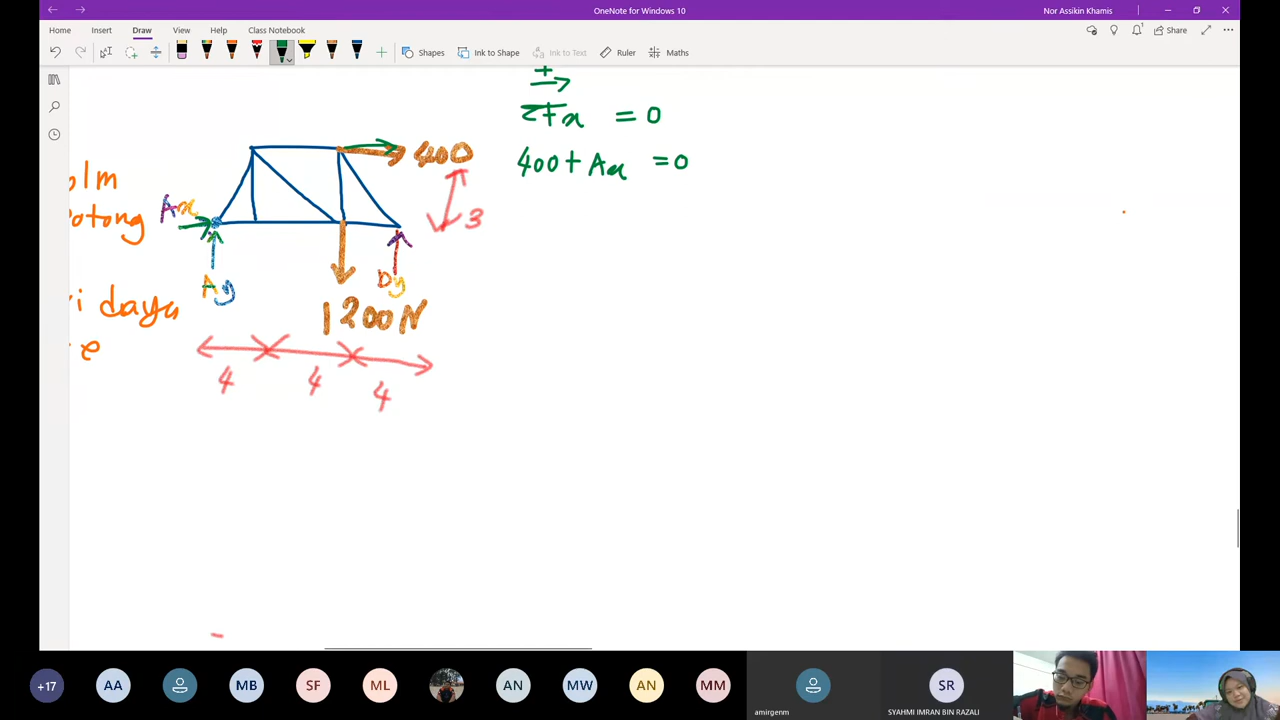 OneNote for Windows 10
Nor Assikin Khamis
Home Insert Draw View Help Class Notebook Share
Shapes Ink to Shape Ink to Text Ruler Maths
+
→
ΣFx = 0
400 + Ax = 0
400
3
blm
potong
Ax
Ay
Dy
1200N
i daya
e
4 4 4
+17 AA MB SF ML AN MW AN MM SR
amirgenm
SYAHMI IMRAN BIN RAZALI